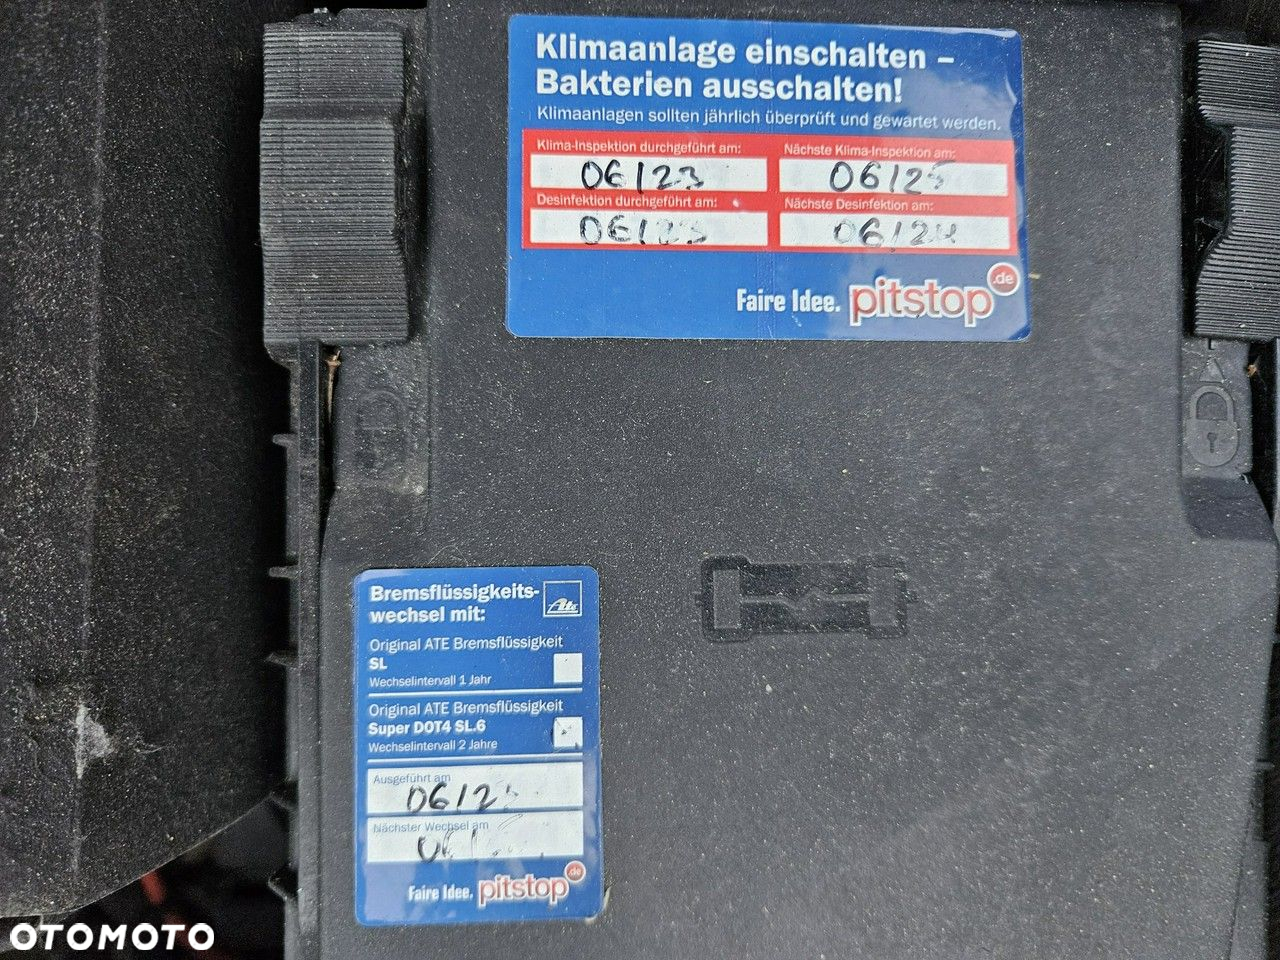 Klimaanlage einschalten –
Bakterien ausschalten!
Klimaanlagen sollten jährlich überprüft und gewartet werden.
Klima-Inspektion durchgeführt am: Nächste Klima-Inspektion am:
06/23 06/25
Desinfektion durchgeführt am: Nächste Desinfektion am:
06/23 06/24
Faire Idee. pitstop.de
Bremsflüssigkeits-
wechsel mit: Ate
Original ATE Bremsflüssigkeit
SL
Wechselintervall 1 Jahr
Original ATE Bremsflüssigkeit
Super DOT4 SL.6
Wechselintervall 2 Jahre
Ausgeführt am
06/23
Nächster Wechsel am
Faire Idee. pitstop.de
OTOMOTO